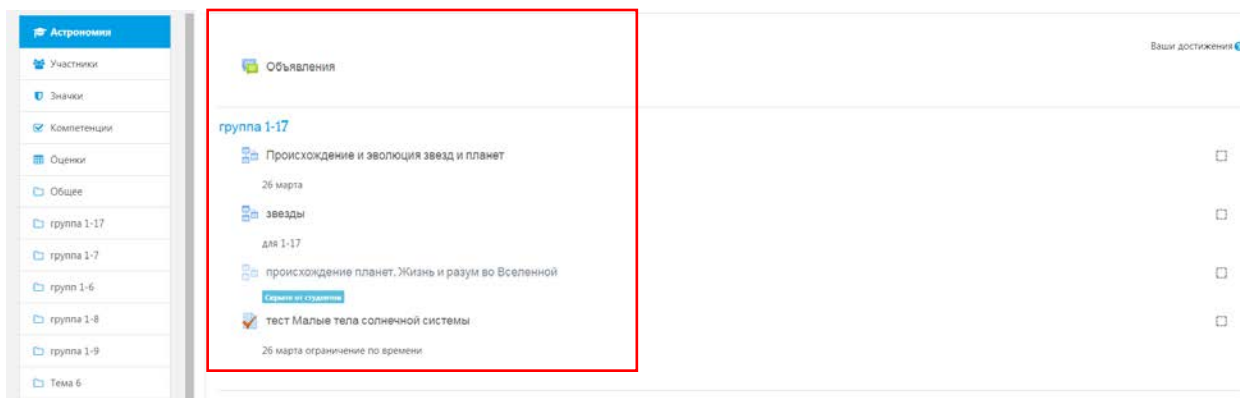 Астрономия
Участники
Значки
Компетенции
Оценки
Общее
группа 1-17
группа 1-7
групп 1-6
группа 1-8
группа 1-9
Тема 6
Ваши достижения
Объявления
группа 1-17
Происхождение и эволюция звезд и планет
26 марта
звезды
для 1-17
происхождение планет. Жизнь и разум во Вселенной
Скрыто от студентов
тест Малые тела солнечной системы
26 марта ограничение по времени